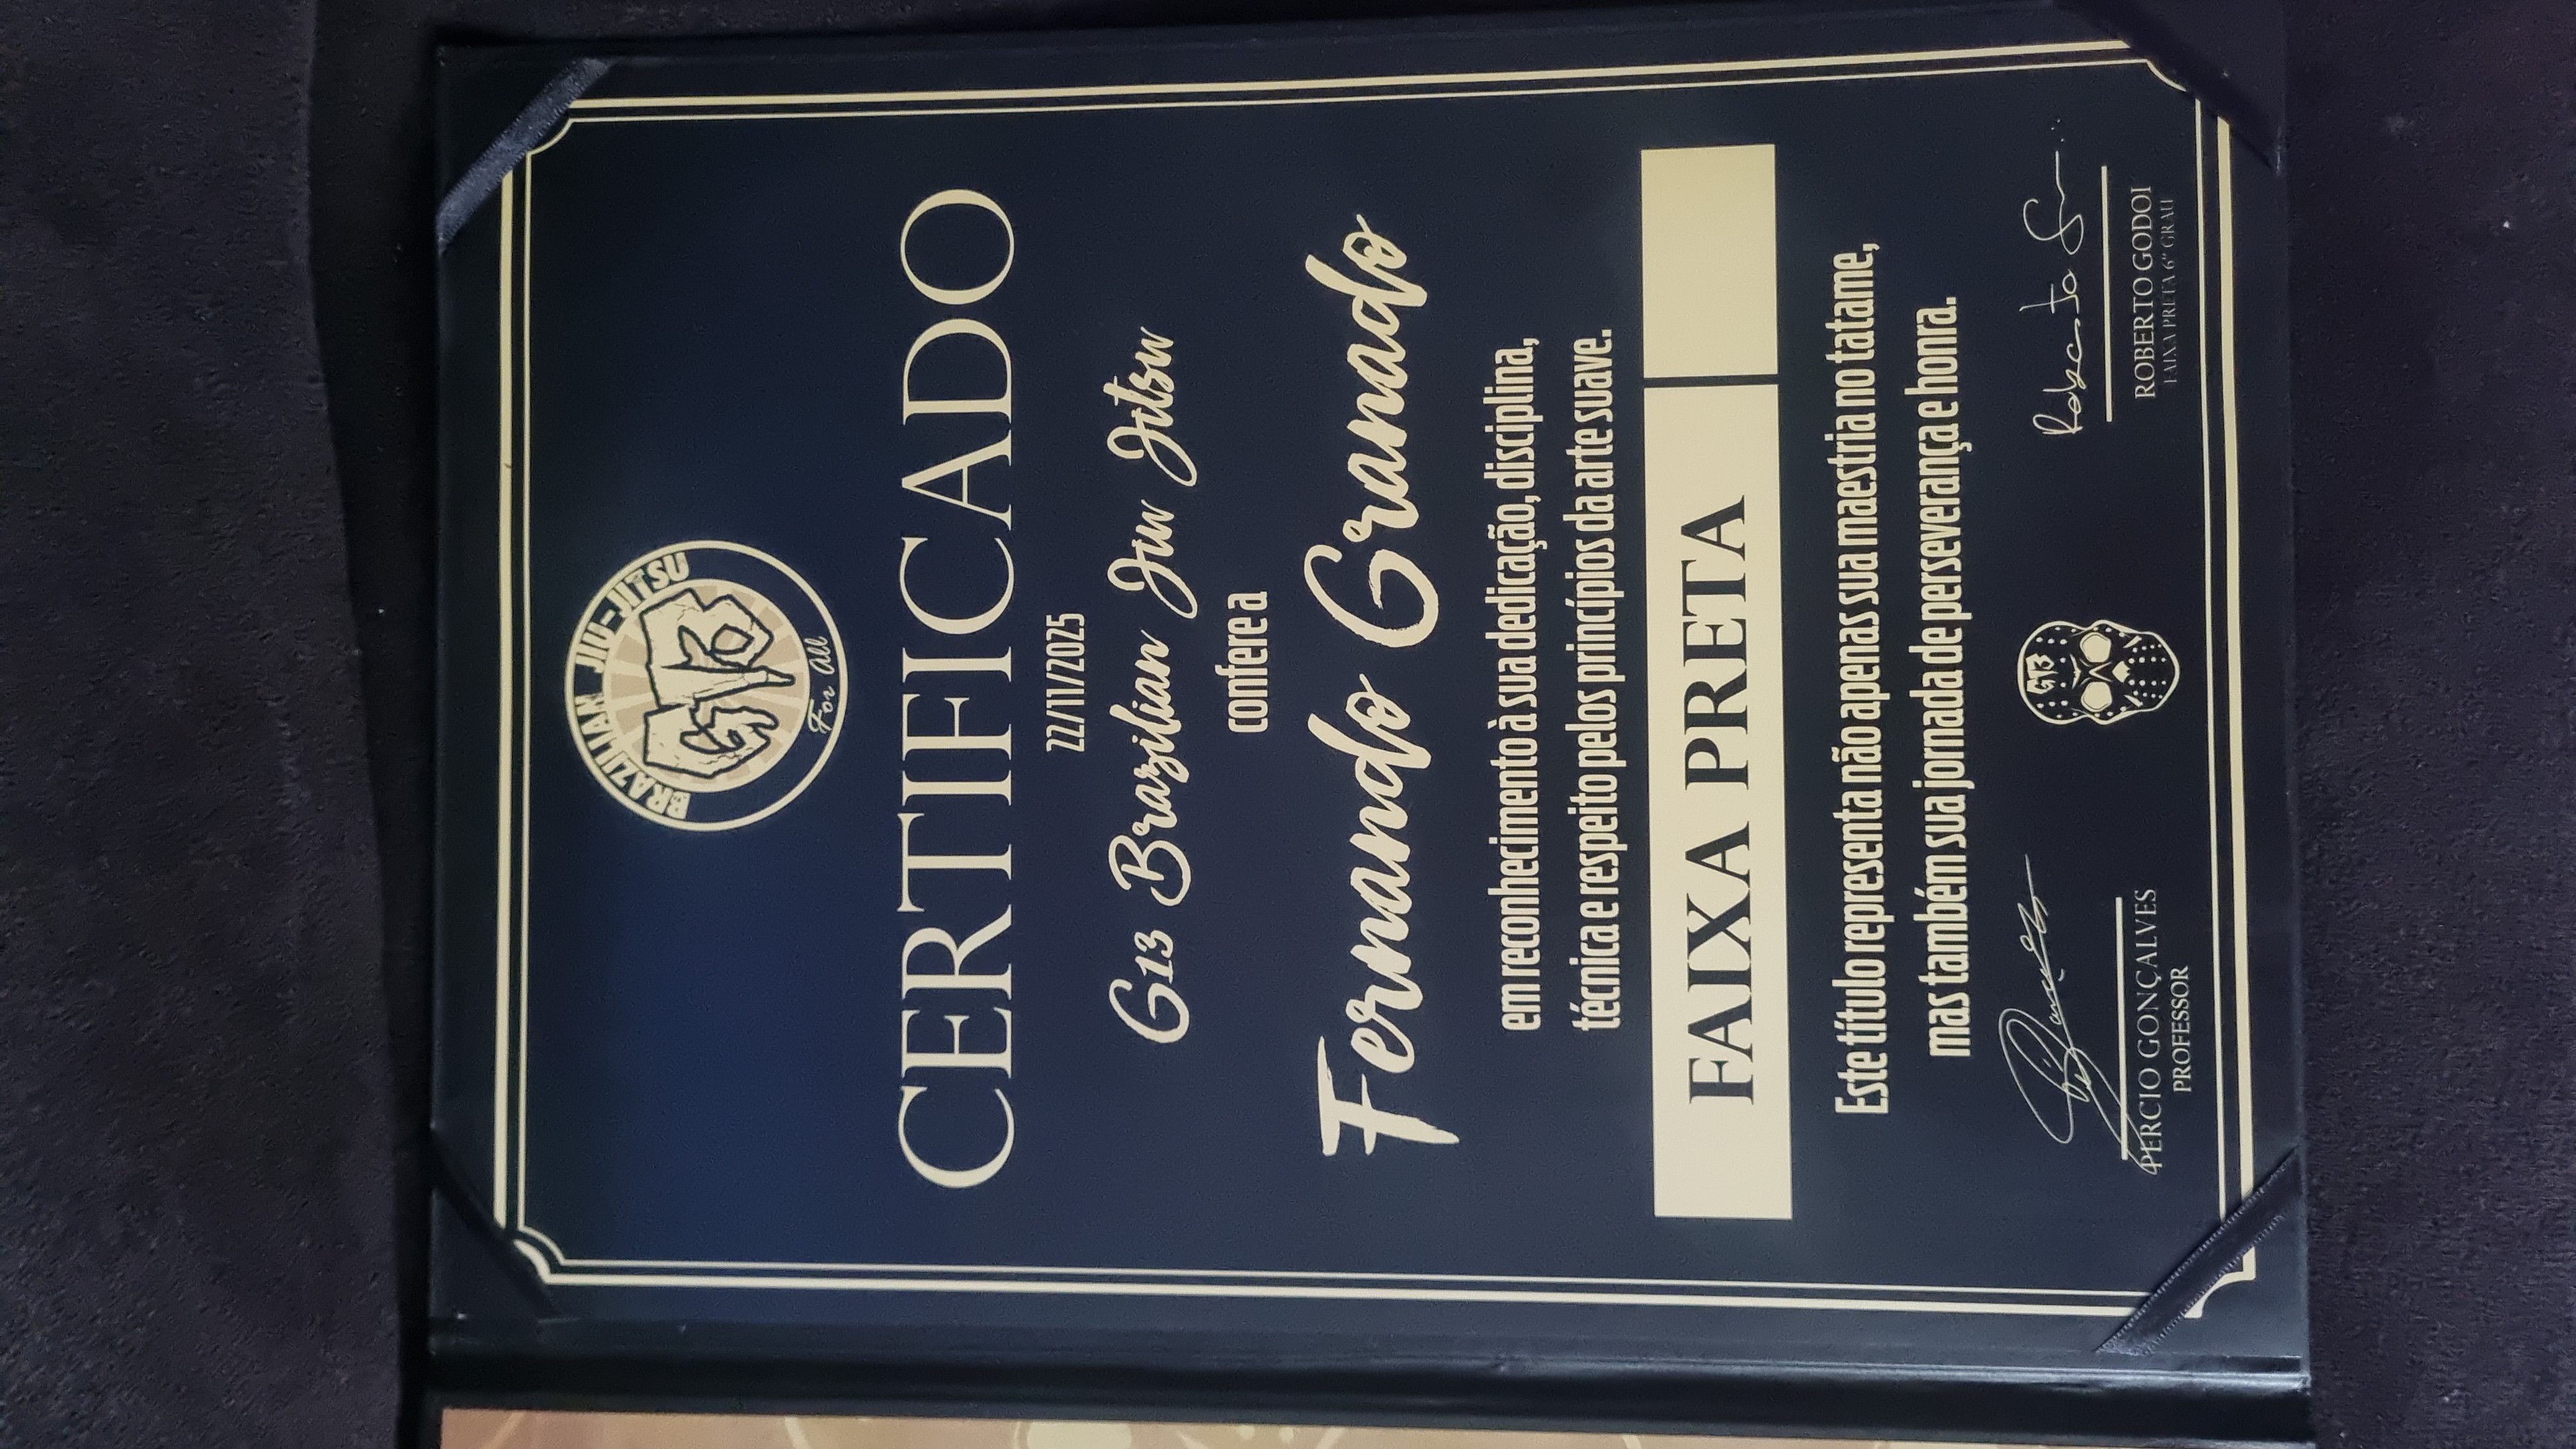 BRAZILIAN JIU-JITSU
G13
For All
CERTIFICADO
22/11/2025
G13 Brazilian Jiu Jitsu
confere a
Fernando Granado
em reconhecimento à sua dedicação, disciplina,
técnica e respeito pelos princípios da arte suave.
FAIXA PRETA
Este título representa não apenas sua maestria no tatame,
mas também sua jornada de perseverança e honra.
PERCIO GONÇALVES
PROFESSOR
G13
Roberto
ROBERTO GODOI
FAIXA PRETA 6º GRAU